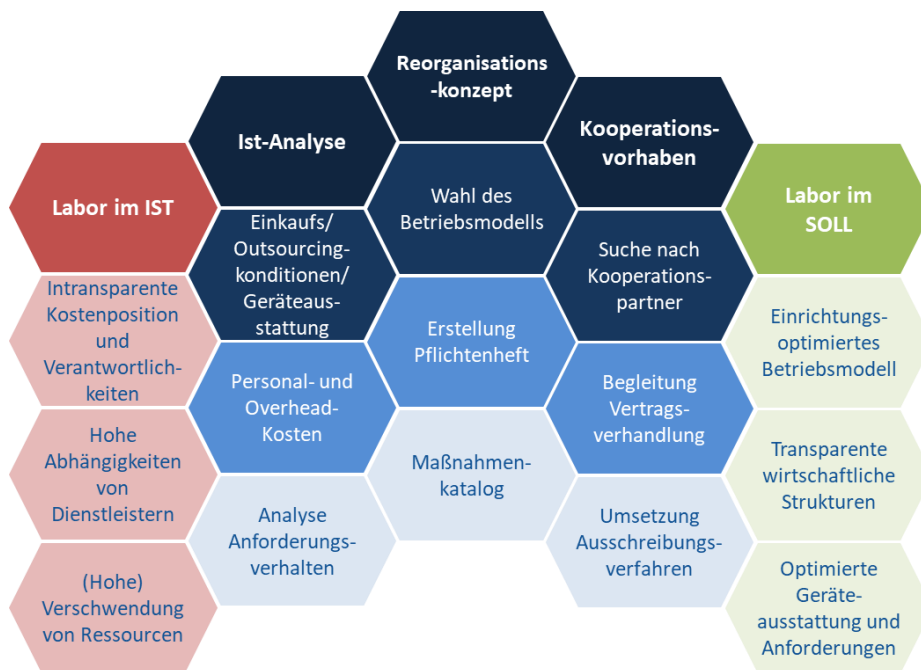 Labor im IST
Intransparente
Kostenposition
und
Verantwortlich-
keiten
Hohe
Abhängigkeiten
von
Dienstleistern
(Hohe)
Verschwendung
von Ressourcen
Ist-Analyse
Einkaufs/
Outsourcing-
konditionen/
Geräteaus-
stattung
Personal- und
Overhead-
Kosten
Analyse
Anforderungs-
verhalten
Reorganisations
-konzept
Wahl des
Betriebsmodells
Erstellung
Pflichtenheft
Maßnahmen-
katalog
Kooperations-
vorhaben
Suche nach
Kooperations-
partner
Begleitung
Vertrags-
verhandlung
Umsetzung
Ausschreibungs-
verfahren
Labor im
SOLL
Einrichtungs-
optimiertes
Betriebsmodell
Transparente
wirtschaftliche
Strukturen
Optimierte
Geräte-
ausstattung und
Anforderungen